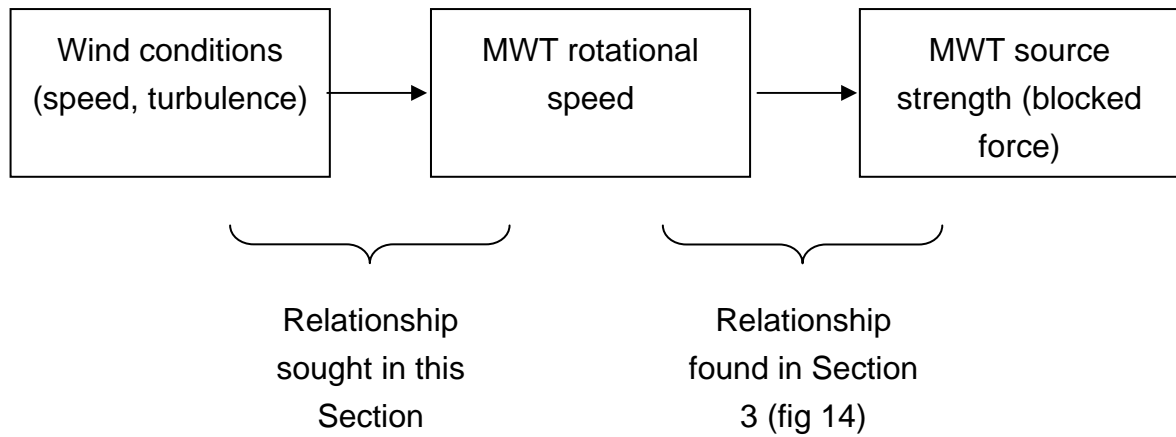 Wind conditions
(speed, turbulence)
MWT rotational
speed
MWT source
strength (blocked
force)
Relationship
sought in this
Section
Relationship
found in Section
3 (fig 14)